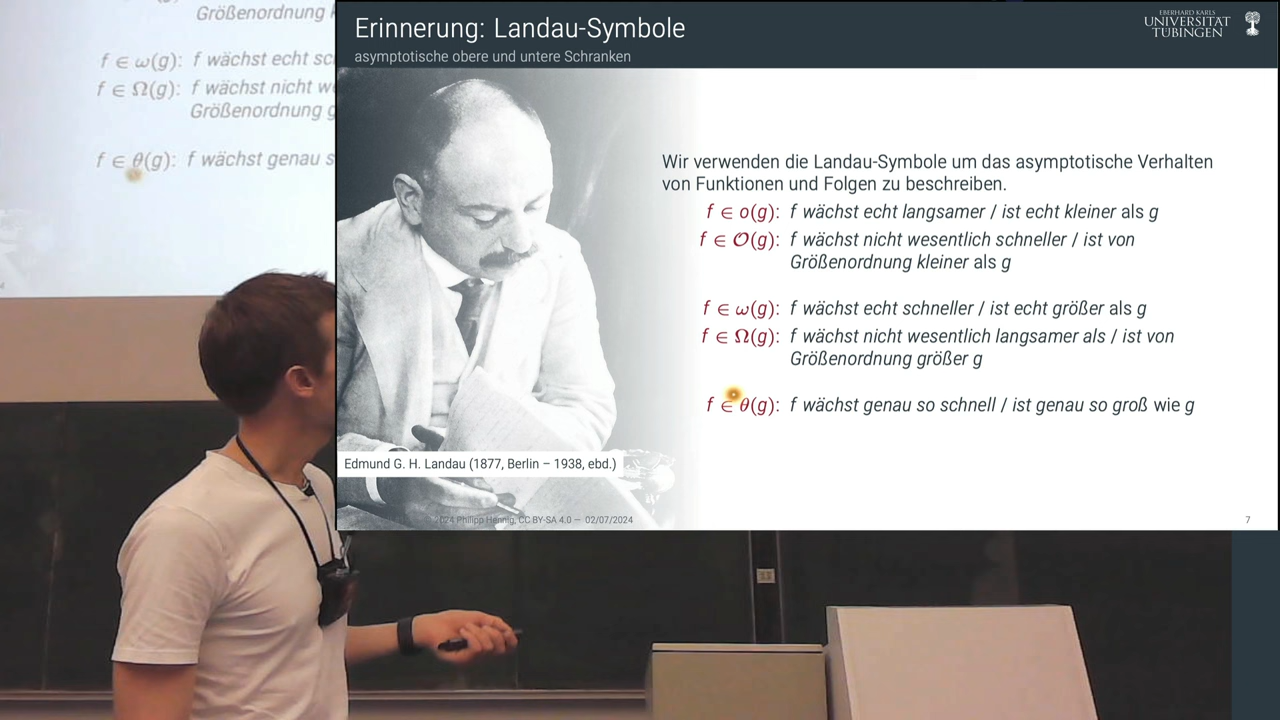 Größenordnung
f ∈ ω(g): f wächst echt
f ∈ Ω(g): f wächst nicht
Größenordnung g
f ∈ θ(g): f wächst genau
Erinnerung: Landau-Symbole
asymptotische obere und untere Schranken
EBERHARD KARLS
UNIVERSITAT
TUBINGEN
Wir verwenden die Landau-Symbole um das asymptotische Verhalten
von Funktionen und Folgen zu beschreiben.
f ∈ o(g): f wächst echt langsamer / ist echt kleiner als g
f ∈ 𝒪(g): f wächst nicht wesentlich schneller / ist von
Größenordnung kleiner als g
f ∈ ω(g): f wächst echt schneller / ist echt größer als g
f ∈ Ω(g): f wächst nicht wesentlich langsamer als / ist von
Größenordnung größer g
f ∈ θ(g): f wächst genau so schnell / ist genau so groß wie g
Edmund G. H. Landau (1877, Berlin – 1938, ebd.)
2024 Philipp Hennig, CC BY-SA 4.0 — 02/07/2024
7